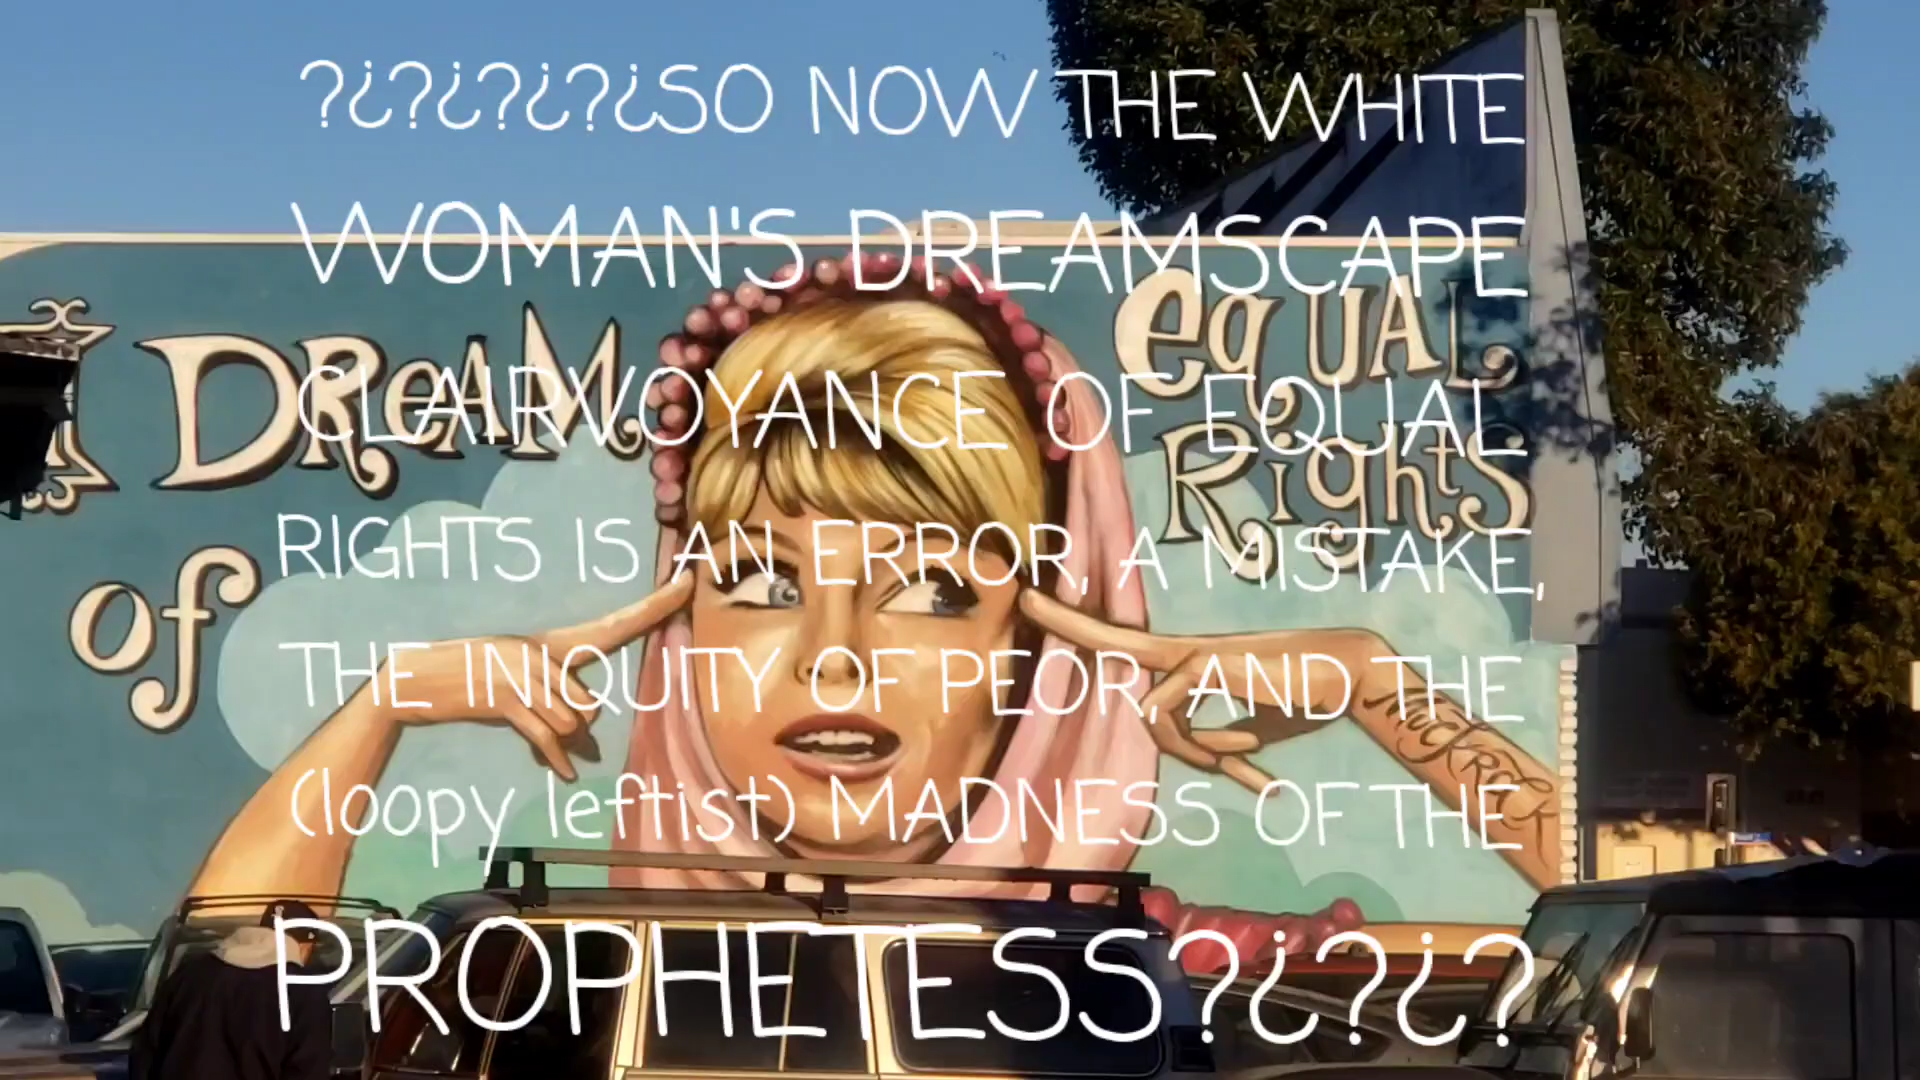 ?¿?¿?¿?¿SO NOW THE WHITE
WOMAN'S DREAMSCAPE
CLAIRVOYANCE OF EQUAL
RIGHTS IS AN ERROR, A MISTAKE,
THE INIQUITY OF PEOR, AND THE
(loopy leftist) MADNESS OF THE
PROPHETESS?¿?¿?
I DREAM
of
equAL
Rights
MuckRock